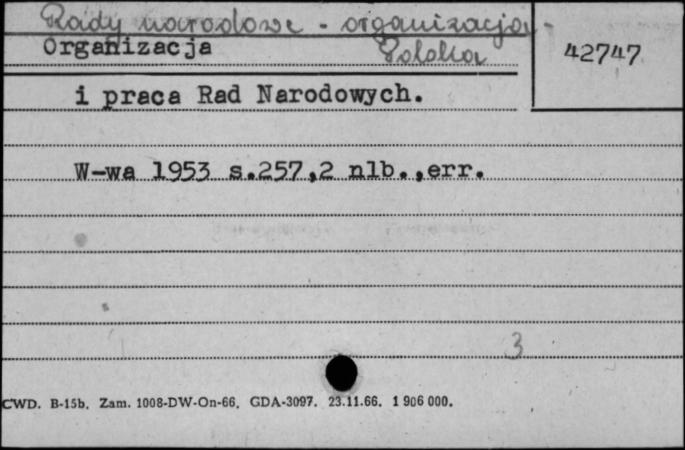 Rady narodowe - organizacja -
Organizacja Polska 42747
i praca Rad Narodowych.
W-wa 1953 s.257,2 nlb.,err.
3
CWD. B-15b. Zam. 1008-DW-On-66. GDA-3097. 23.11.66. 1 906 000.